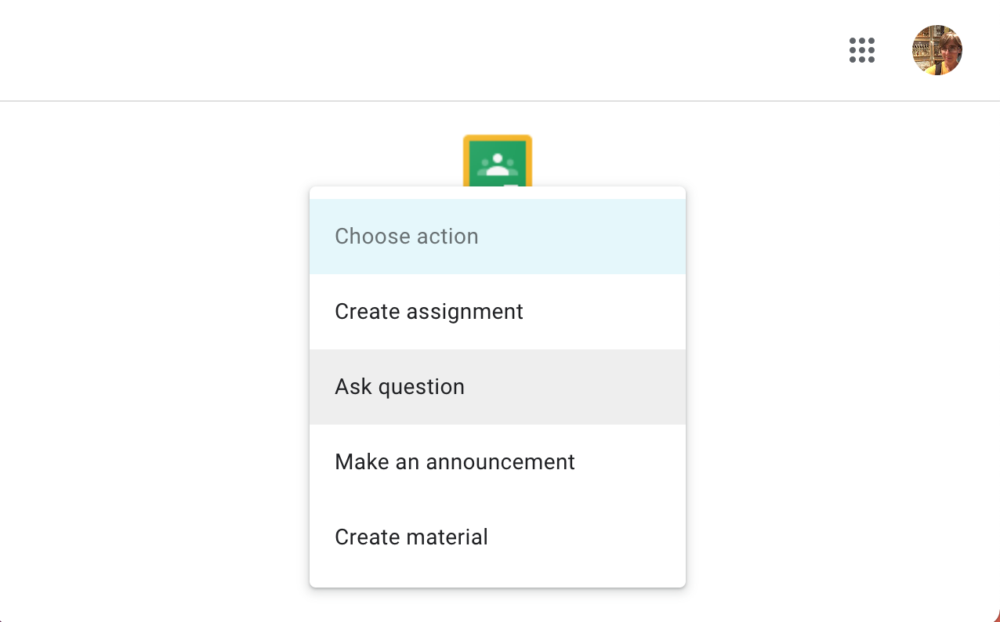 Choose action
Create assignment
Ask question
Make an announcement
Create material